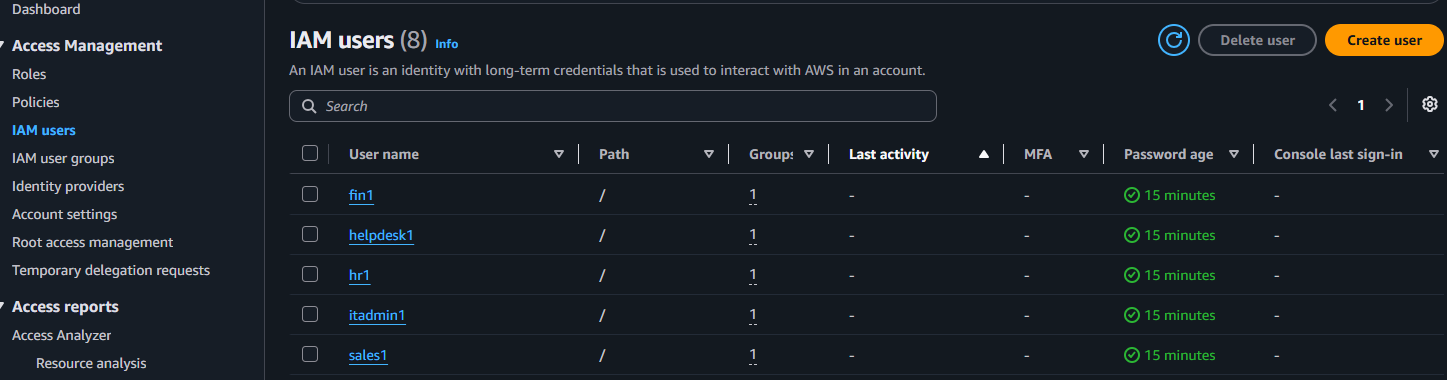 Dashboard
Access Management
Roles
Policies
IAM users
IAM user groups
Identity providers
Account settings
Root access management
Temporary delegation requests
Access reports
Access Analyzer
Resource analysis
IAM users (8) Info
Delete user
Create user
An IAM user is an identity with long-term credentials that is used to interact with AWS in an account.
Search
1
User name Path Groups Last activity MFA Password age Console last sign-in
fin1 / 1 - - 15 minutes -
helpdesk1 / 1 - - 15 minutes -
hr1 / 1 - - 15 minutes -
itadmin1 / 1 - - 15 minutes -
sales1 / 1 - - 15 minutes -